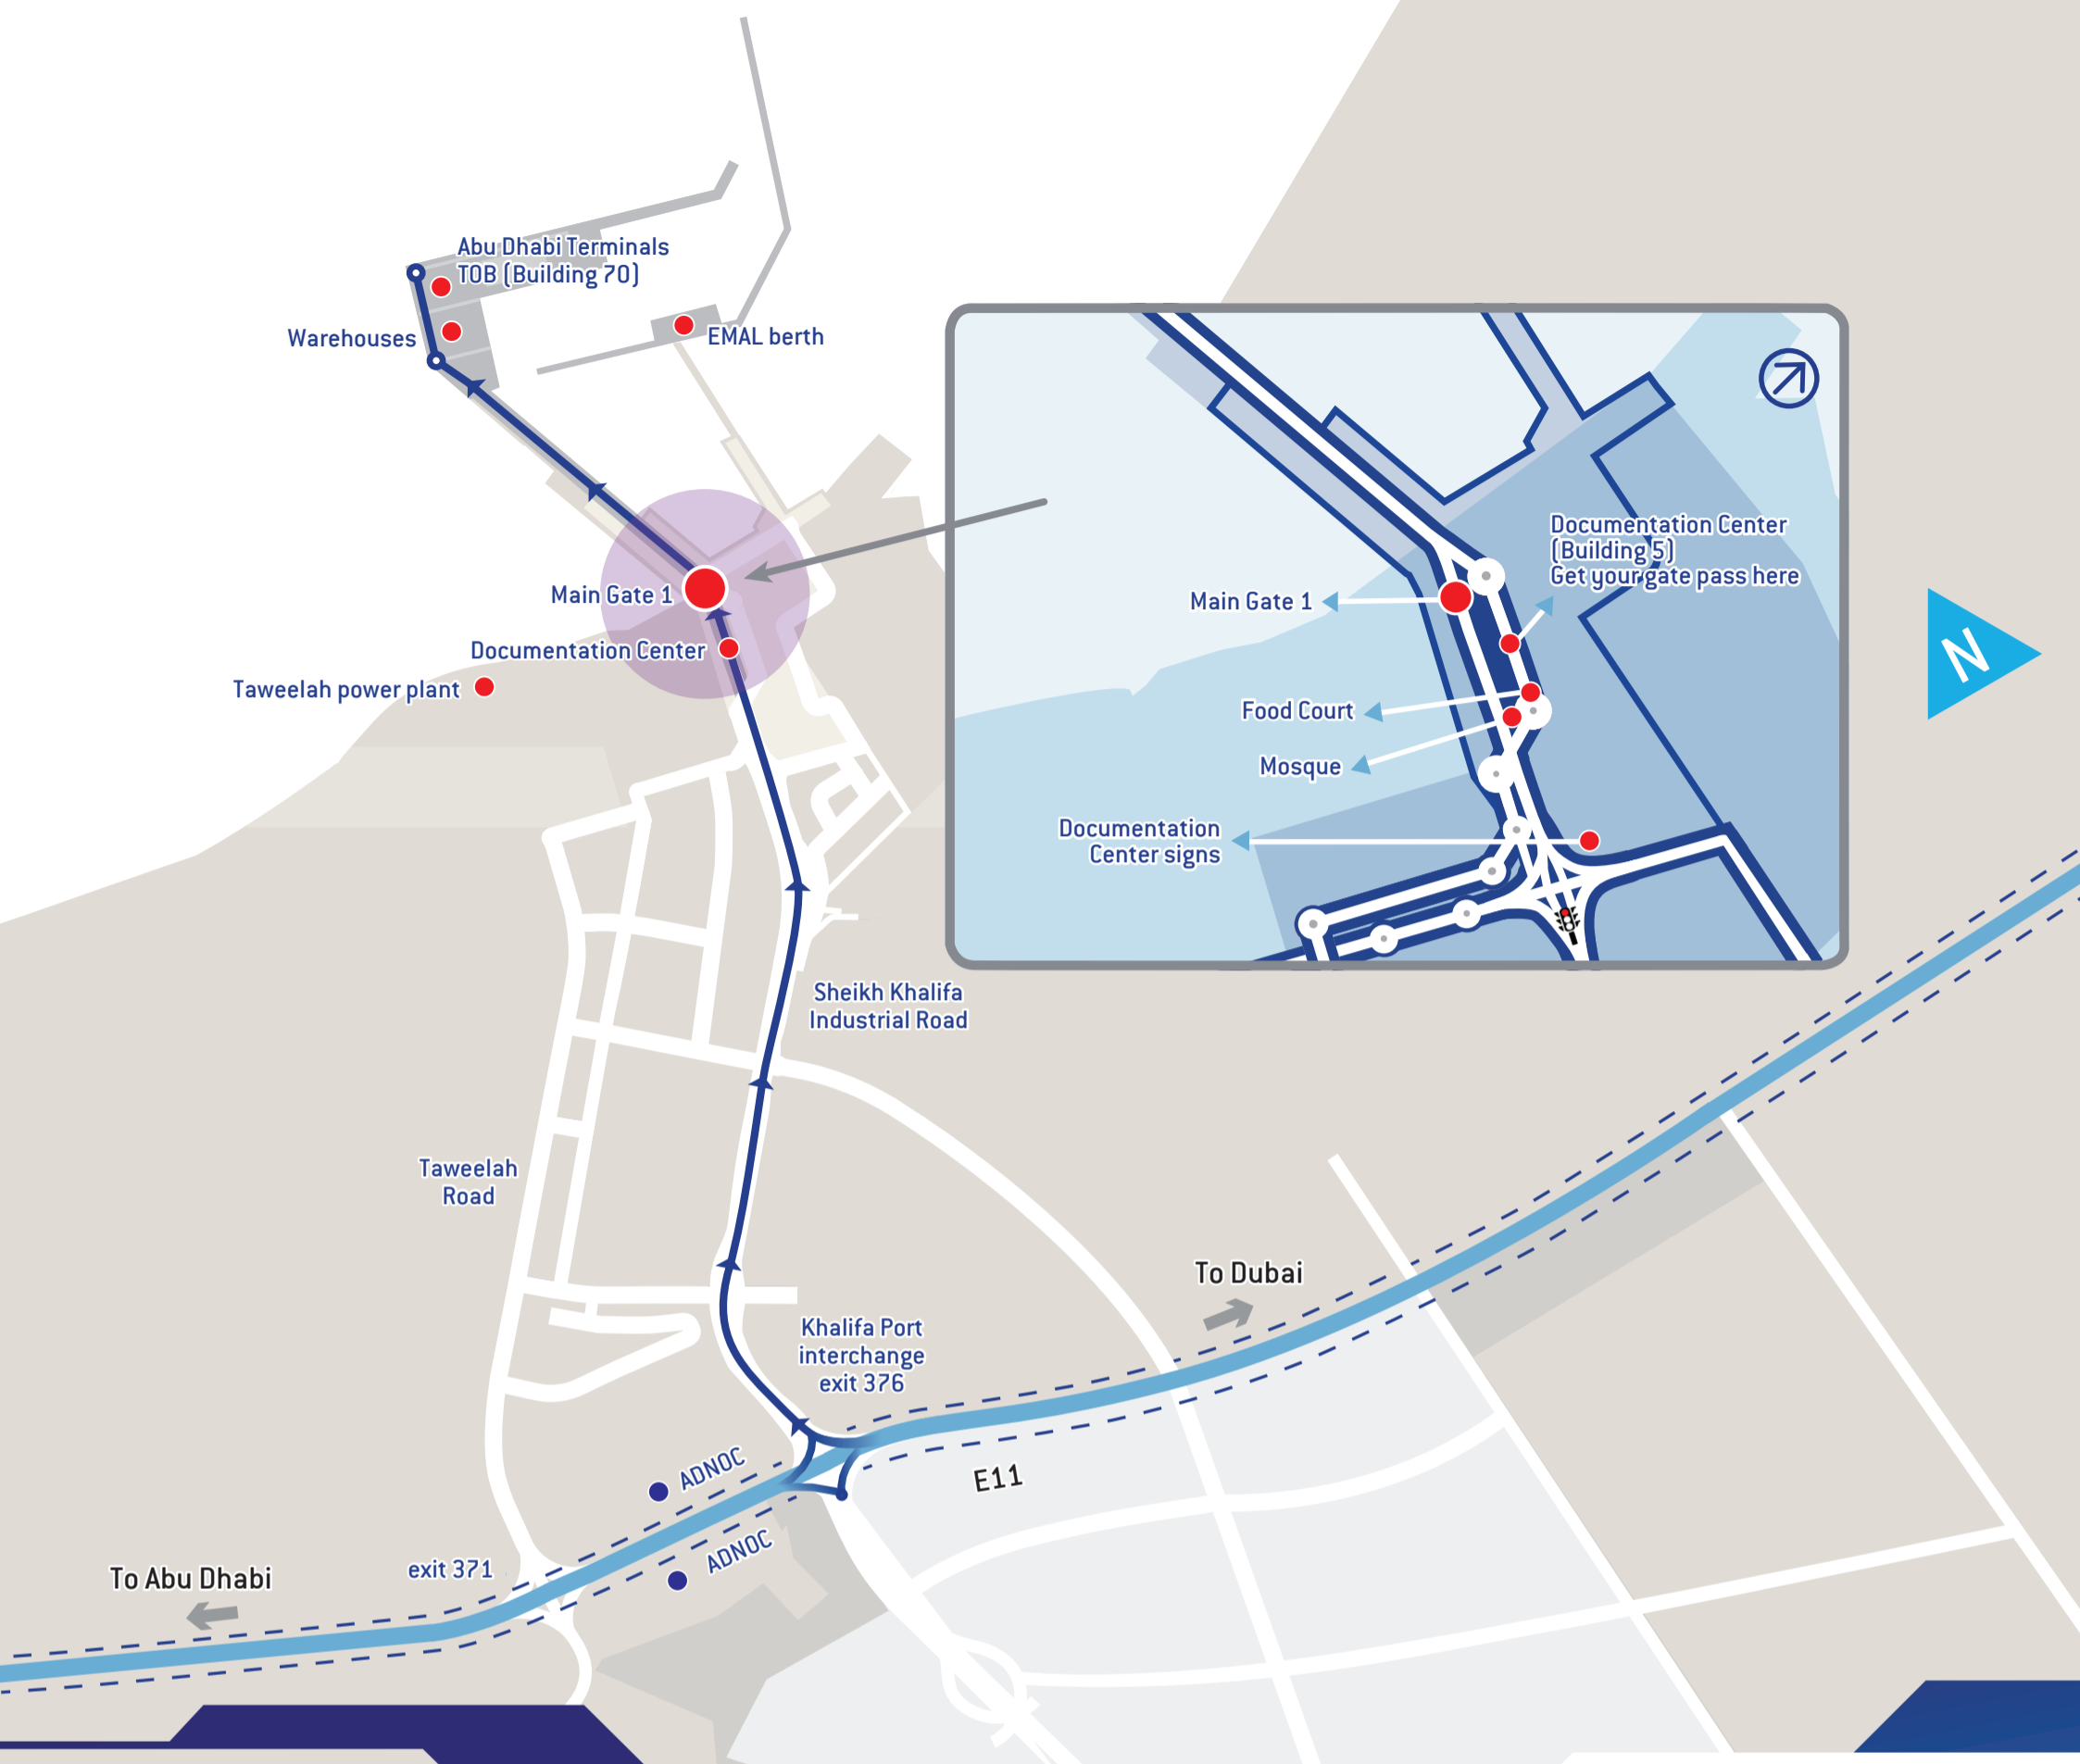 Abu Dhabi Terminals
TOB (Building 70)
Warehouses
EMAL berth
Main Gate 1
Documentation Center
Taweelah power plant
Documentation Center
(Building 5)
Get your gate pass here
Main Gate 1
Food Court
Mosque
Documentation
Center signs
N
Sheikh Khalifa
Industrial Road
Taweelah
Road
To Dubai
Khalifa Port
interchange
exit 376
ADNOC
E11
ADNOC
exit 371
To Abu Dhabi